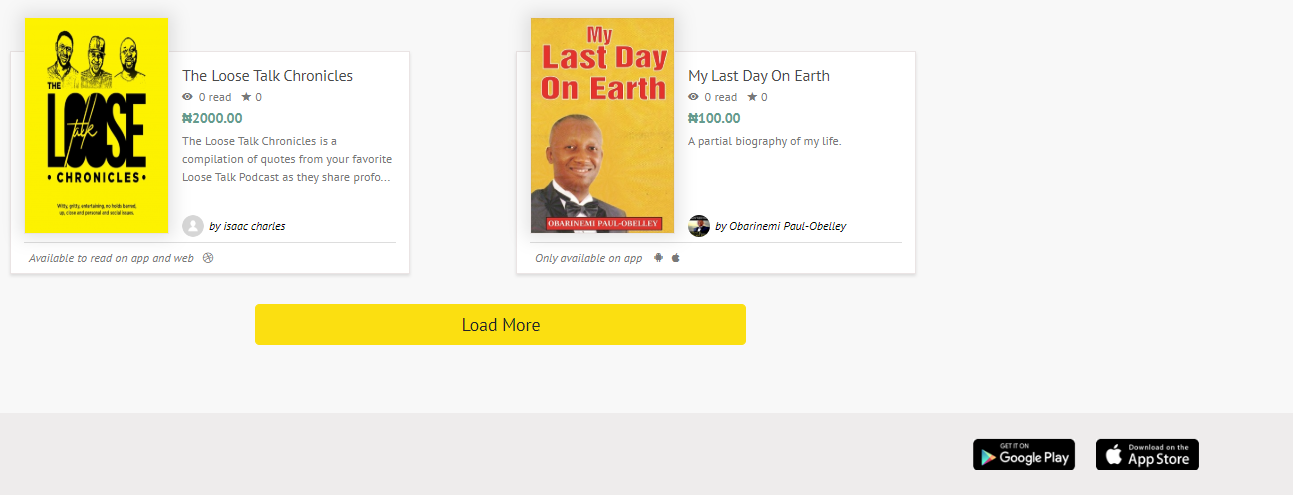 THE
LOOSE
talk
• CHRONICLES •
Witty, gritty, entertaining, no holds barred,
up, close and personal and social issues.
The Loose Talk Chronicles
0 read 0
₦2000.00
The Loose Talk Chronicles is a
compilation of quotes from your favorite
Loose Talk Podcast as they share profo...
by isaac charles
Available to read on app and web
My
Last Day
On Earth
OBARINEMI PAUL-OBELLEY
My Last Day On Earth
0 read 0
₦100.00
A partial biography of my life.
by Obarinemi Paul-Obelley
Only available on app
Load More
GET IT ON
Google Play
Download on the
App Store